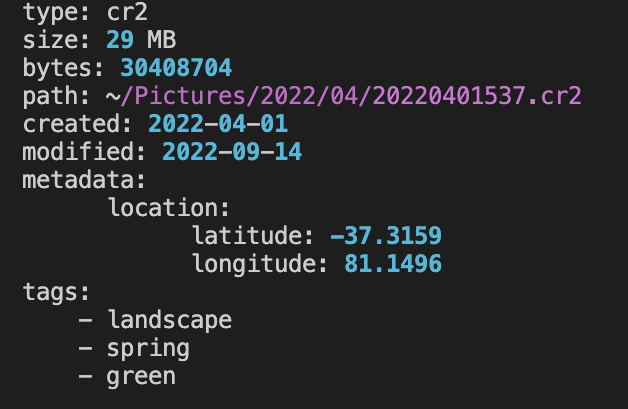 type: cr2
size: 29 MB
bytes: 30408704
path: ~/Pictures/2022/04/20220401537.cr2
created: 2022-04-01
modified: 2022-09-14
metadata:
location:
latitude: -37.3159
longitude: 81.1496
tags:
- landscape
- spring
- green